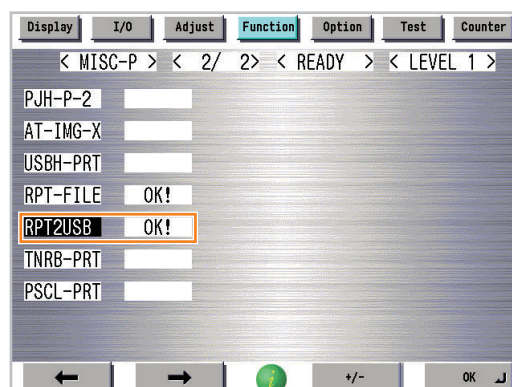 Display I/O Adjust Function Option Test Counter
< MISC-P > < 2/ 2> < READY > < LEVEL 1 >
PJH-P-2
AT-IMG-X
USBH-PRT
RPT-FILE OK!
RPT2USB OK!
TNRB-PRT
PSCL-PRT
← → i +/- OK ┘